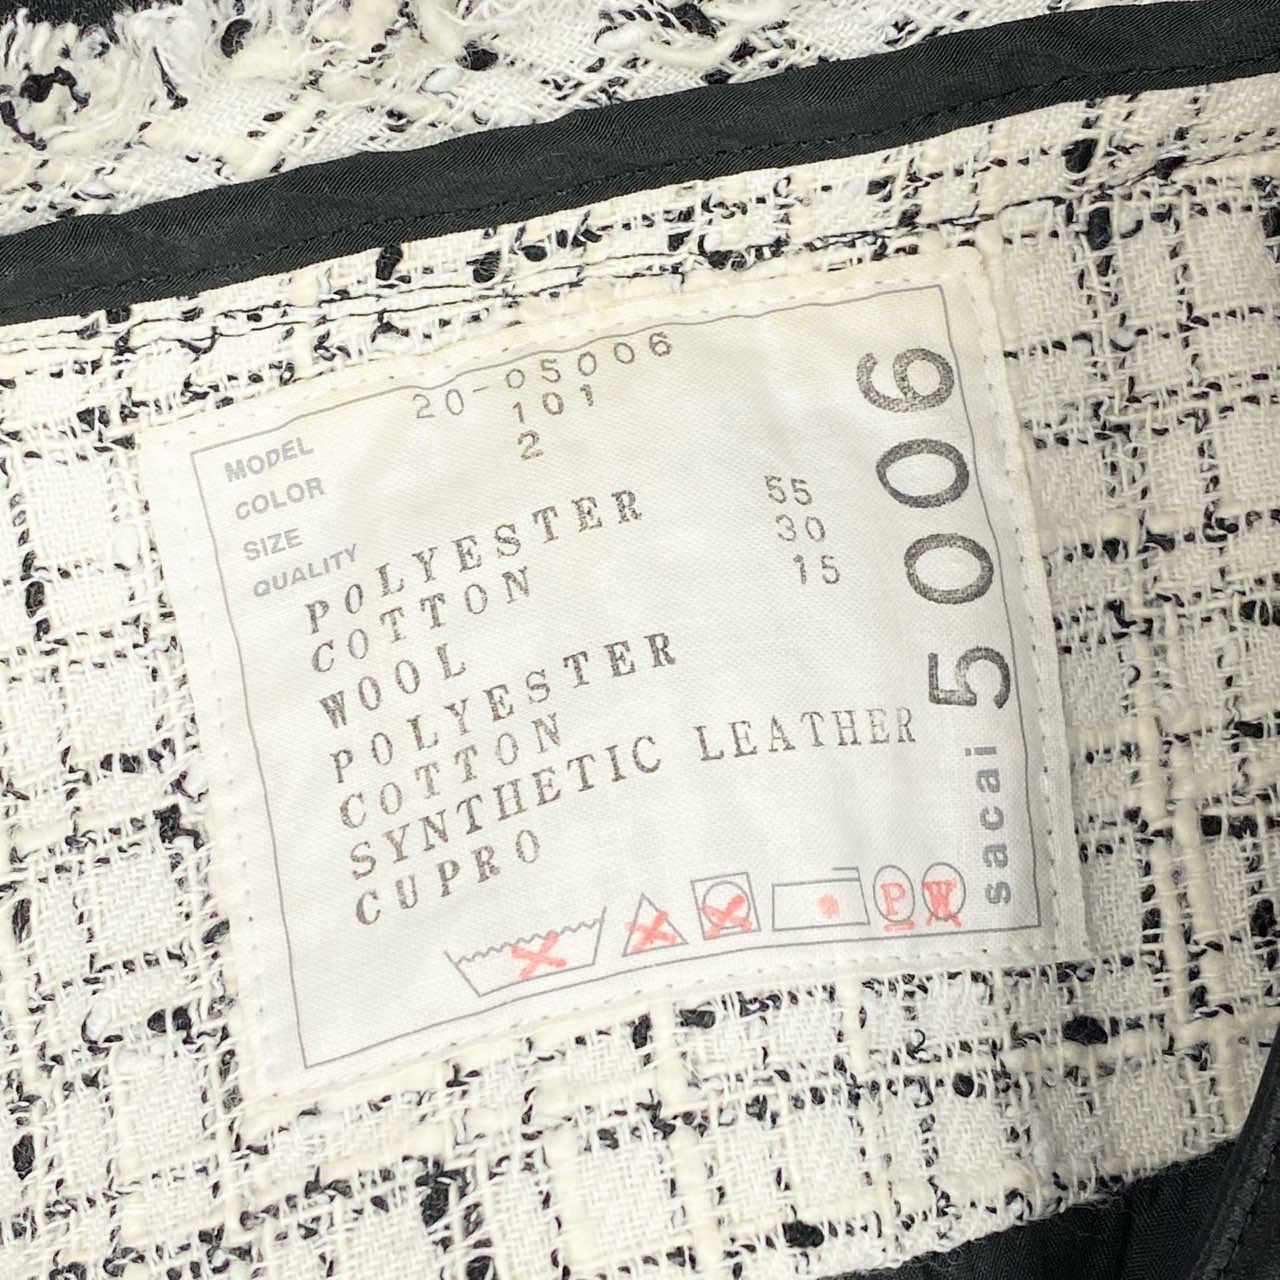 MODEL 20-05006
COLOR 101
SIZE 2
QUALITY
POLYESTER 55
COTTON 30
WOOL 15
POLYESTER
COTTON
SYNTHETIC LEATHER
CUPRO
P W
sacai 5006